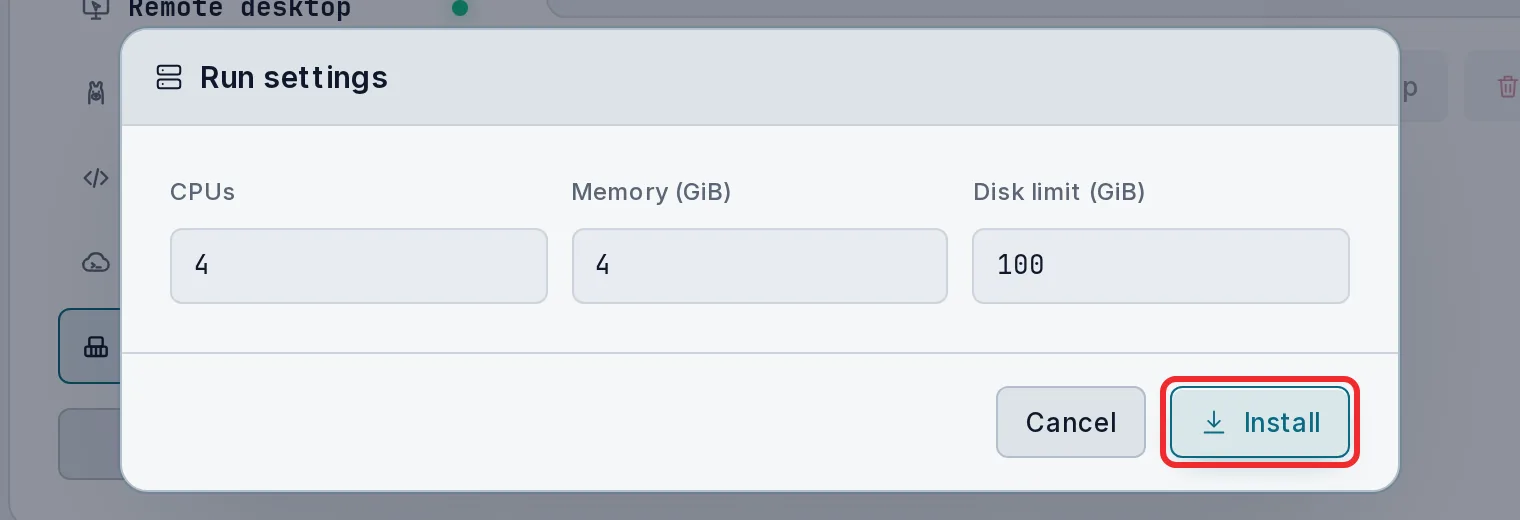 Remote desktop
Run settings
p
CPUs
Memory (GiB)
Disk limit (GiB)
4
4
100
Cancel
Install